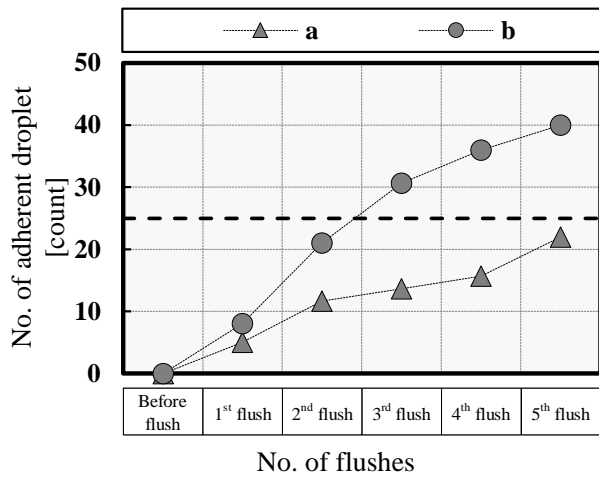 a b
50
40
30
20
10
0
No. of adherent droplet
[count]
Before flush
1st flush
2nd flush
3rd flush
4th flush
5th flush
No. of flushes